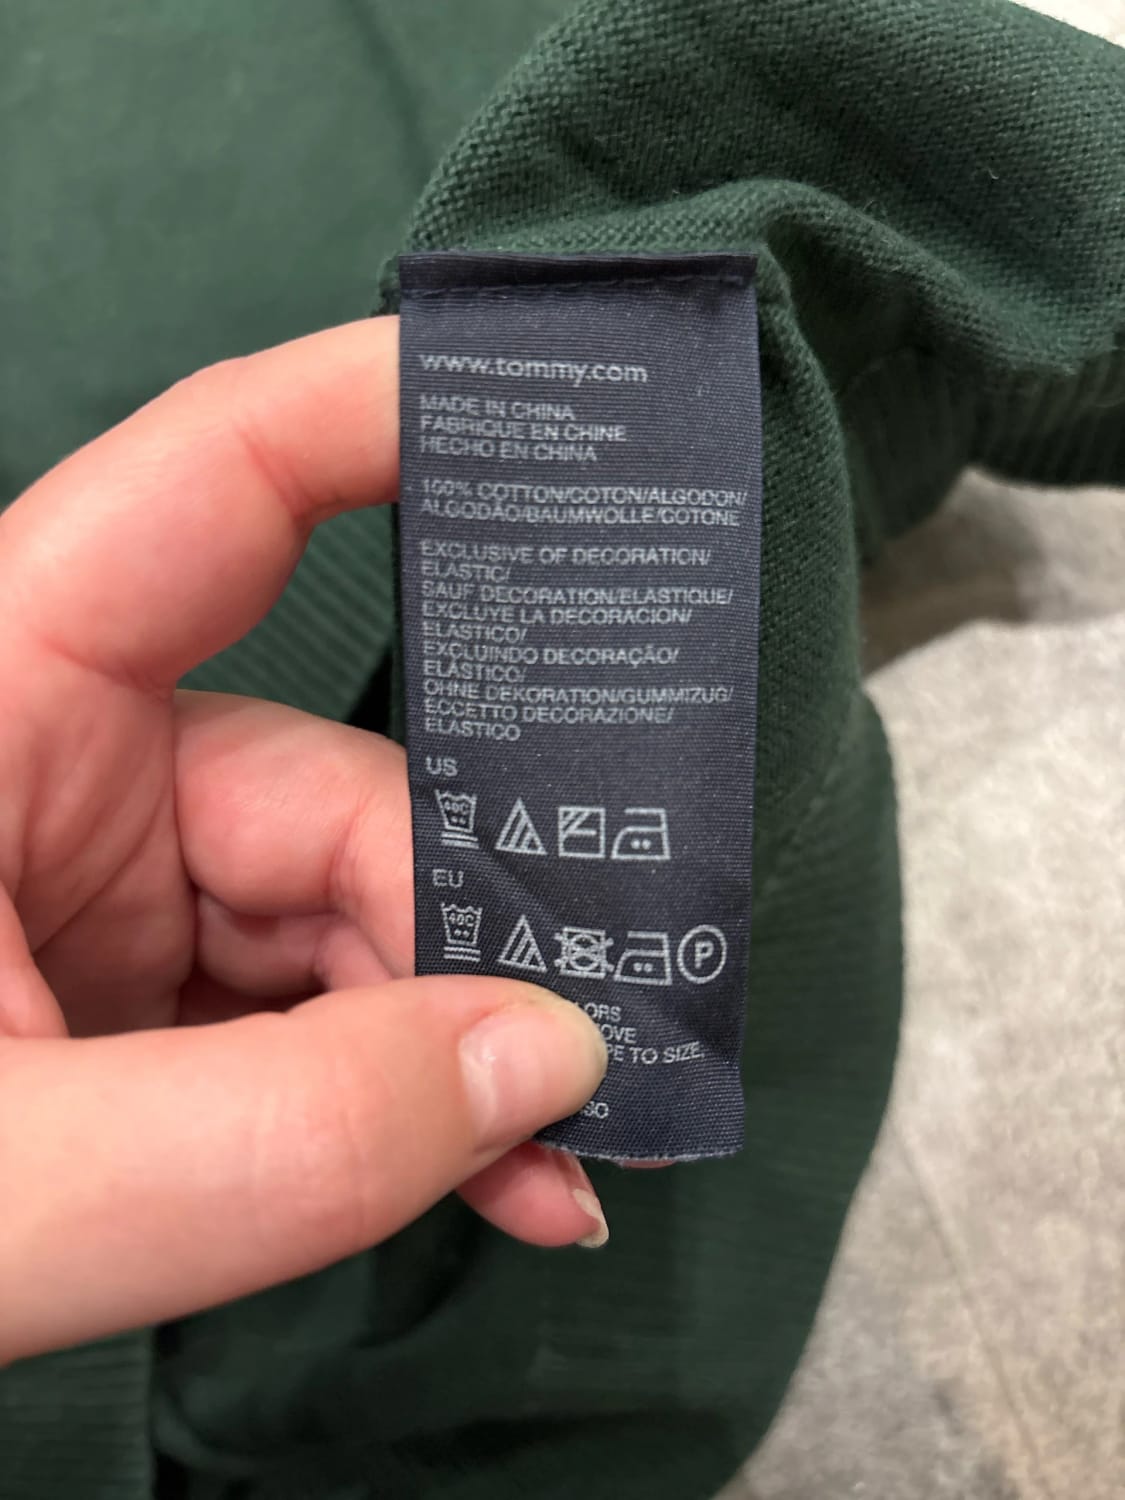 www.tommy.com
MADE IN CHINA
FABRIQUE EN CHINE
HECHO EN CHINA
100% COTTON/COTON/ALGODON/
ALGODÃO/BAUMWOLLE/COTONE
EXCLUSIVE OF DECORATION/
ELASTIC/
SAUF DECORATION/ELASTIQUE/
EXCLUYE LA DECORACION/
ELASTICO/
EXCLUINDO DECORAÇÃO/
ELÁSTICO/
OHNE DEKORATION/GUMMIZUG/
ECCETTO DECORAZIONE/
ELASTICO
US
40C
EU
40C
P
TO SIZE,